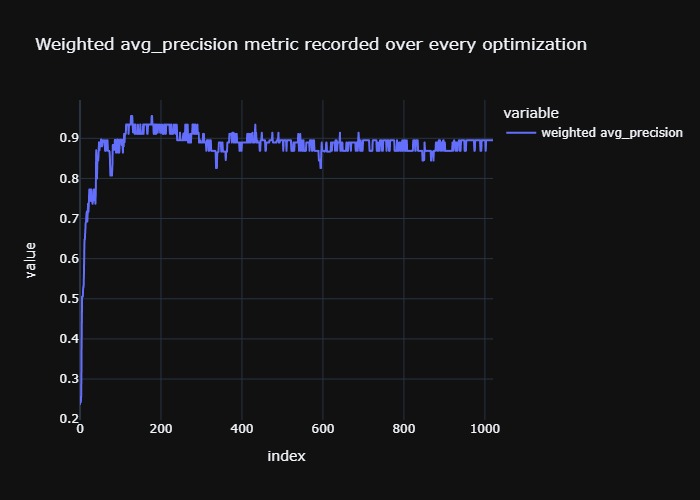 Weighted avg_precision metric recorded over every optimization
variable
weighted avg_precision
value
0.9
0.8
0.7
0.6
0.5
0.4
0.3
0.2
0 200 400 600 800 1000
index